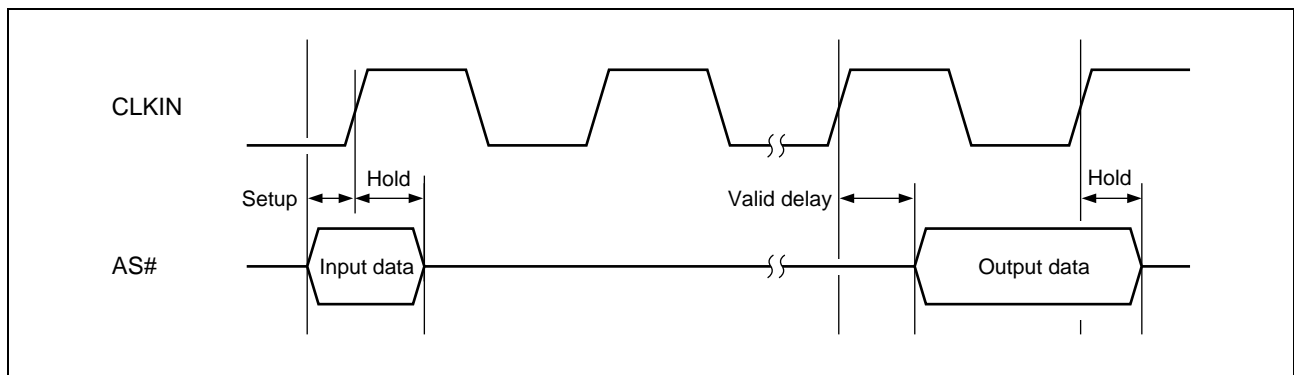 CLKIN
Setup
Hold
Valid delay
Hold
AS#
Input data
Output data